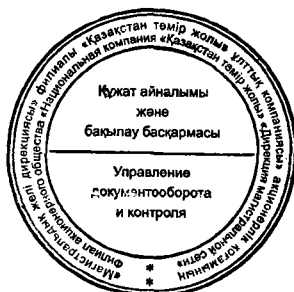 «Магистральдық желі дирекциясы» филиалы «Қазақстан темір жолы» ұлттық компаниясы» акционерлік қоғамының
филиал акционерного общества «Национальная компания «Қазақстан темір жолы» «Дирекция магистральной сети»
Құжат айналымы
және
бақылау басқармасы
Управление
документооборота
и контроля